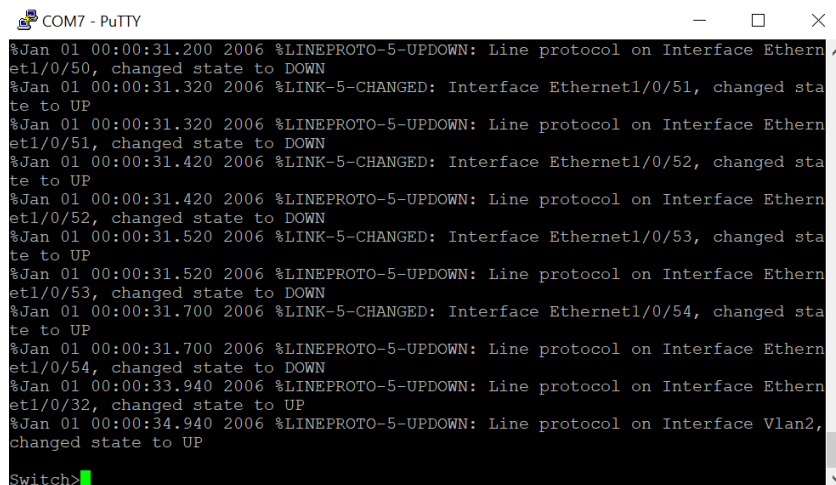 COM7 - PuTTY
%Jan 01 00:00:31.200 2006 %LINEPROTO-5-UPDOWN: Line protocol on Interface Ethern
et1/0/50, changed state to DOWN
%Jan 01 00:00:31.320 2006 %LINK-5-CHANGED: Interface Ethernet1/0/51, changed sta
te to UP
%Jan 01 00:00:31.320 2006 %LINEPROTO-5-UPDOWN: Line protocol on Interface Ethern
et1/0/51, changed state to DOWN
%Jan 01 00:00:31.420 2006 %LINK-5-CHANGED: Interface Ethernet1/0/52, changed sta
te to UP
%Jan 01 00:00:31.420 2006 %LINEPROTO-5-UPDOWN: Line protocol on Interface Ethern
et1/0/52, changed state to DOWN
%Jan 01 00:00:31.520 2006 %LINK-5-CHANGED: Interface Ethernet1/0/53, changed sta
te to UP
%Jan 01 00:00:31.520 2006 %LINEPROTO-5-UPDOWN: Line protocol on Interface Ethern
et1/0/53, changed state to DOWN
%Jan 01 00:00:31.700 2006 %LINK-5-CHANGED: Interface Ethernet1/0/54, changed sta
te to UP
%Jan 01 00:00:31.700 2006 %LINEPROTO-5-UPDOWN: Line protocol on Interface Ethern
et1/0/54, changed state to DOWN
%Jan 01 00:00:33.940 2006 %LINEPROTO-5-UPDOWN: Line protocol on Interface Ethern
et1/0/32, changed state to UP
%Jan 01 00:00:34.940 2006 %LINEPROTO-5-UPDOWN: Line protocol on Interface Vlan2,
changed state to UP
Switch>